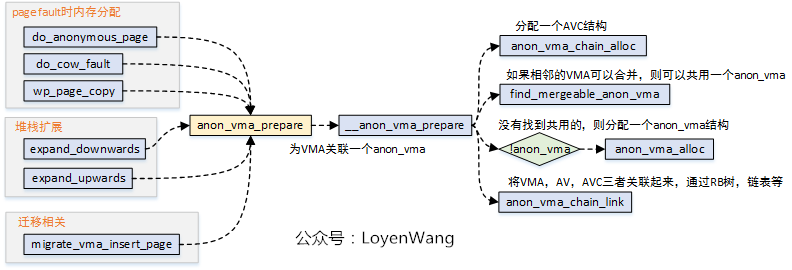 pagefault时内存分配
do_anonymous_page
do_cow_fault
wp_page_copy
堆栈扩展
expand_downwards
expand_upwards
迁移相关
migrate_vma_insert_page
anon_vma_prepare
__anon_vma_prepare
为VMA关联一个anon_vma
分配一个AVC结构
anon_vma_chain_alloc
如果相邻的VMA可以合并，则可以共用一个anon_vma
find_mergeable_anon_vma
没有找到共用的，则分配一个anon_vma结构
!anon_vma
anon_vma_alloc
将VMA，AV，AVC三者关联起来，通过RB树，链表等
anon_vma_chain_link
公众号：LoyenWang